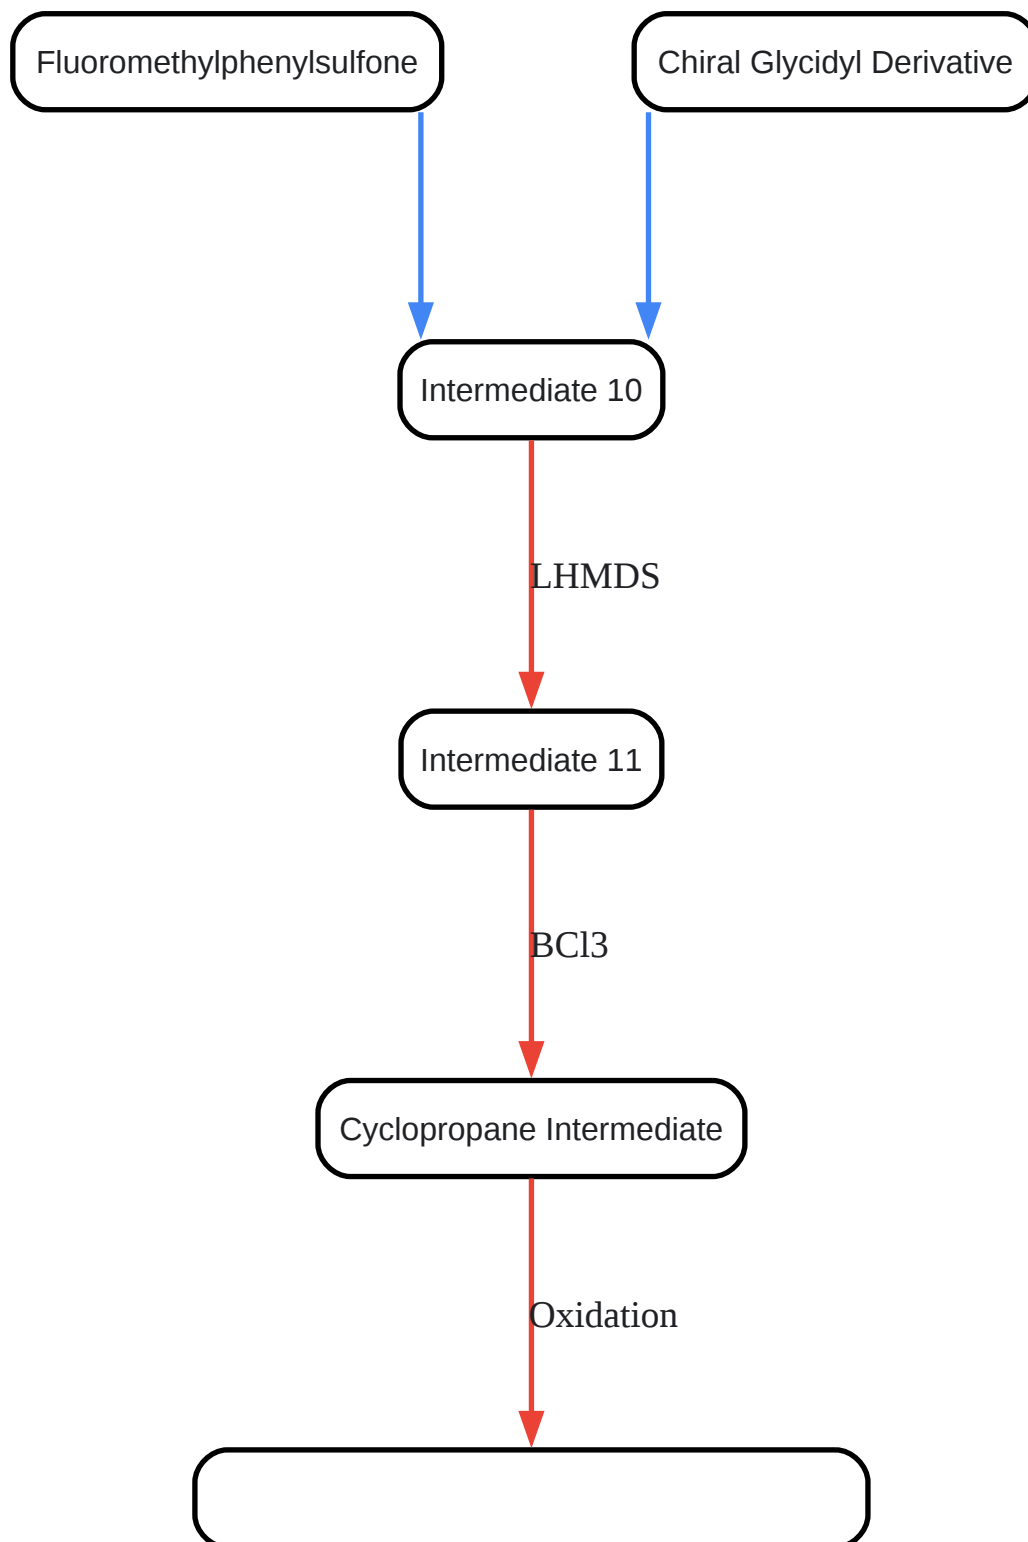 Fluoromethylphenylsulfone
Chiral Glycidyl Derivative
Intermediate 10
LHMDS
Intermediate 11
BCl3
Cyclopropane Intermediate
Oxidation